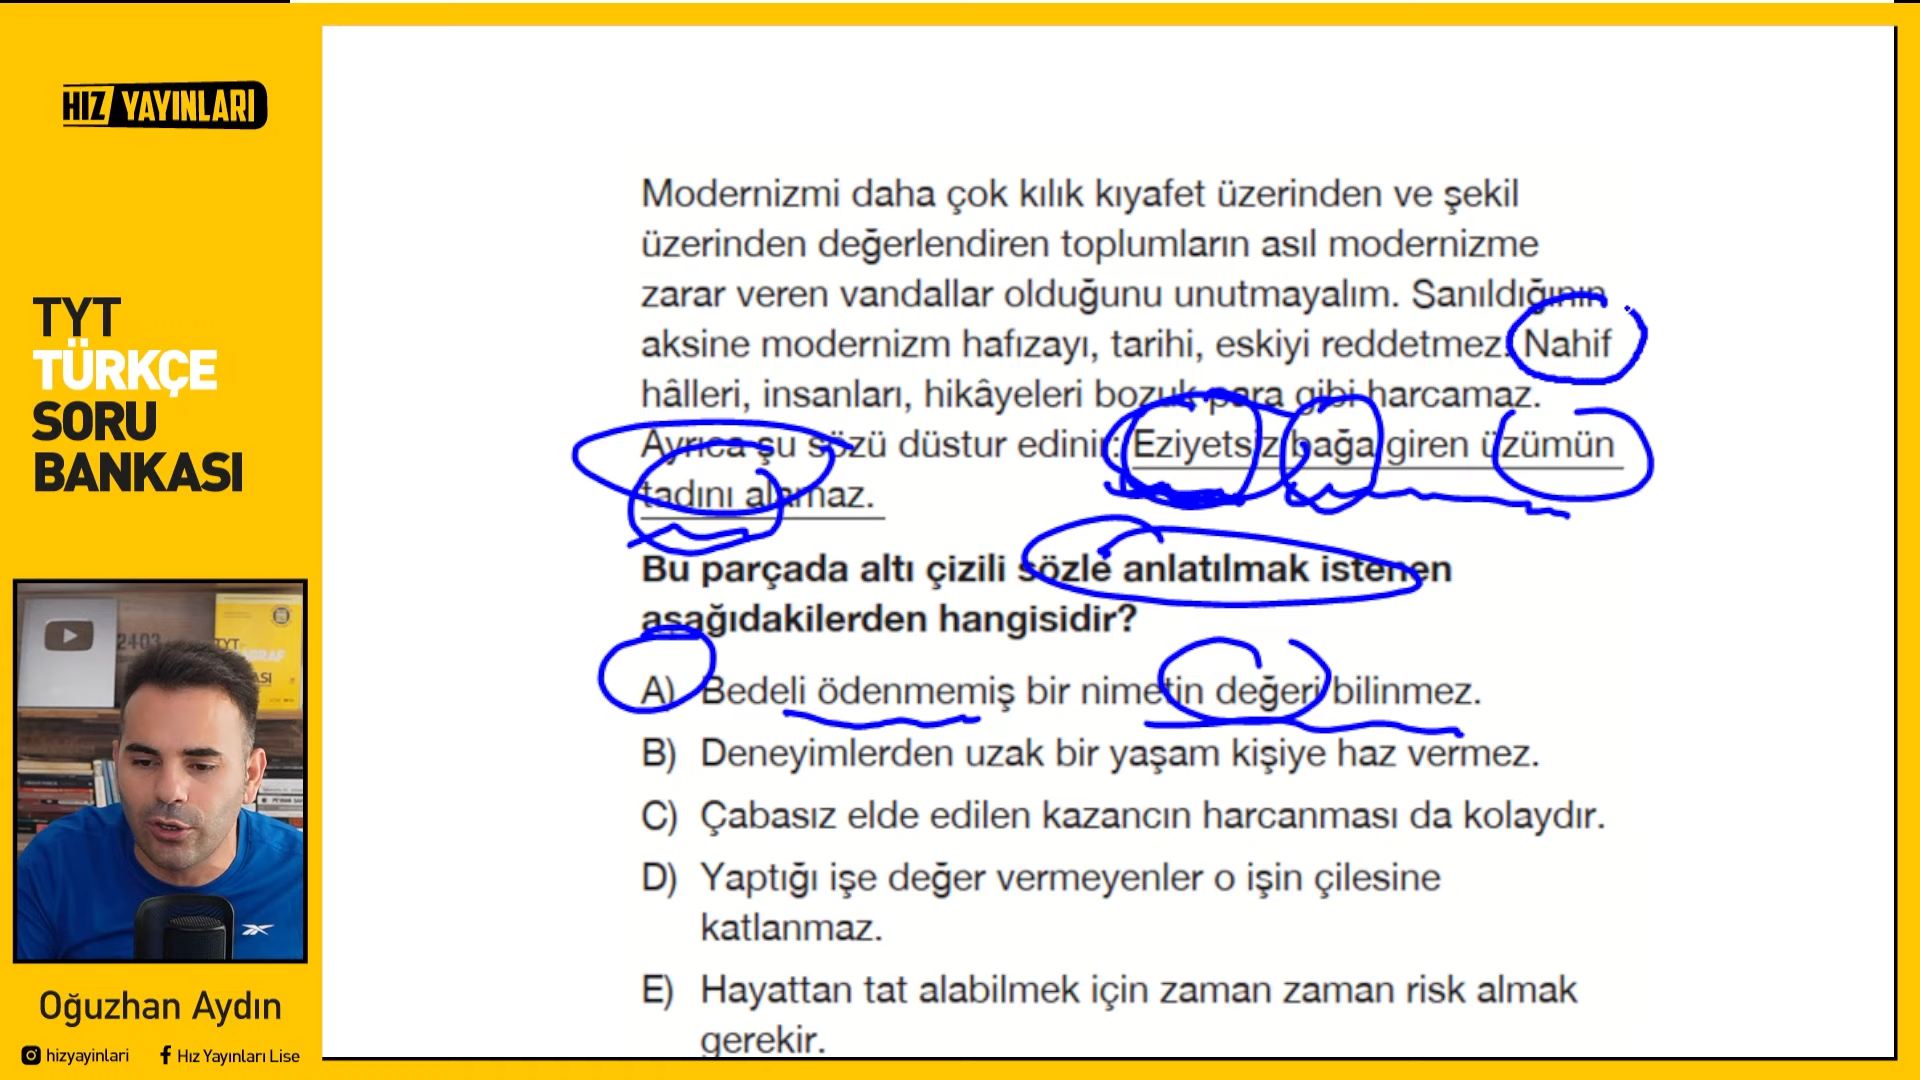 HIZ YAYINLARI
TYT
TÜRKÇE
SORU
BANKASI
Modernizmi daha çok kılık kıyafet üzerinden ve şekil
üzerinden değerlendiren toplumların asıl modernizme
zarar veren vandallar olduğunu unutmayalım. Sanıldığının
aksine modernizm hafızayı, tarihi, eskiyi reddetmez. Nahif
hâlleri, insanları, hikâyeleri bozuk para gibi harcamaz.
Ayrıca şu sözü düstur edinir: Eziyetsiz bağa giren üzümün
tadını alamaz.
Bu parçada altı çizili sözle anlatılmak istenen
aşağıdakilerden hangisidir?
A) Bedeli ödenmemiş bir nimetin değeri bilinmez.
B) Deneyimlerden uzak bir yaşam kişiye haz vermez.
C) Çabasız elde edilen kazancın harcanması da kolaydır.
D) Yaptığı işe değer vermeyenler o işin çilesine
katlanmaz.
E) Hayattan tat alabilmek için zaman zaman risk almak
gerekir.
2403
TYT
Oğuzhan Aydın
hizyayinlari
Hız Yayınları Lise